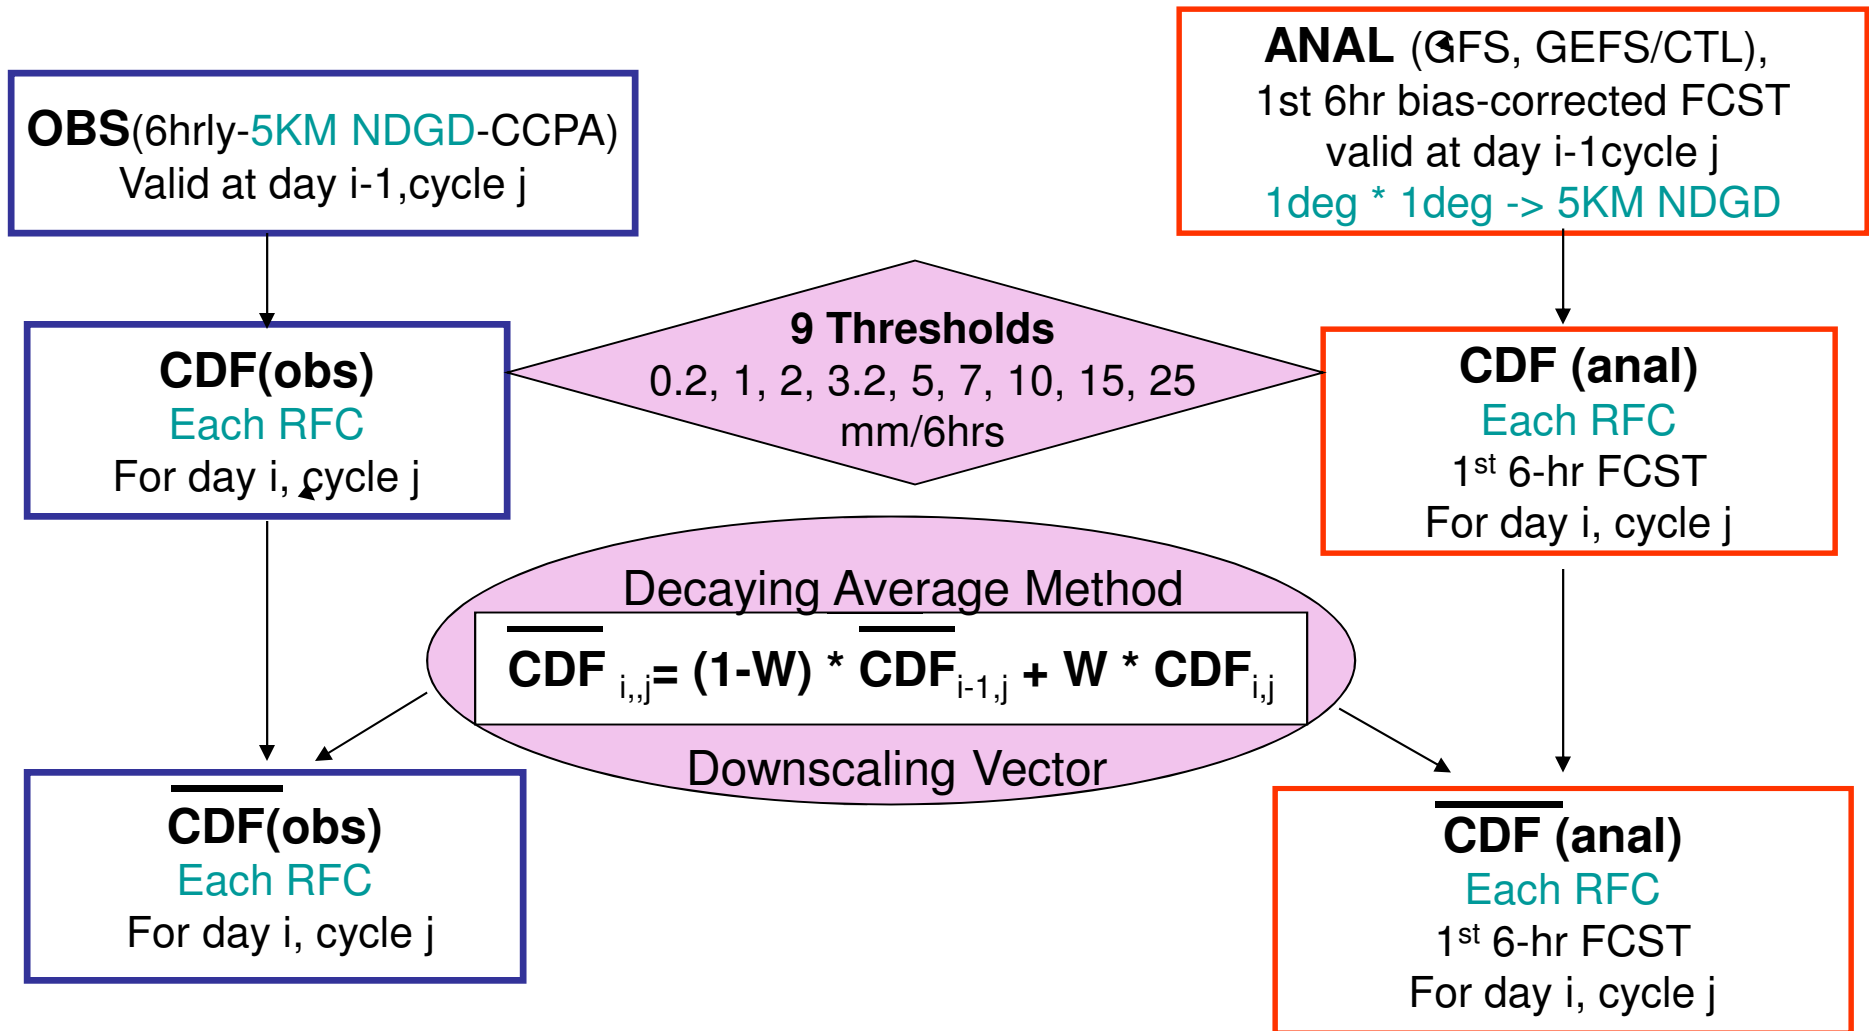 OBS(6hrly-5KM NDGD-CCPA)
Valid at day i-1,cycle j
ANAL (GFS, GEFS/CTL),
1st 6hr bias-corrected FCST
valid at day i-1cycle j
1deg * 1deg -> 5KM NDGD
CDF(obs)
Each RFC
For day i, cycle j
9 Thresholds
0.2, 1, 2, 3.2, 5, 7, 10, 15, 25
mm/6hrs
CDF (anal)
Each RFC
1st 6-hr FCST
For day i, cycle j
Decaying Average Method
C̅D̅F̅ i,,j= (1-W) * C̅D̅F̅i-1,j + W * CDFi,j
Downscaling Vector
C̅D̅F̅(obs)
Each RFC
For day i, cycle j
C̅D̅F̅ (anal)
Each RFC
1st 6-hr FCST
For day i, cycle j